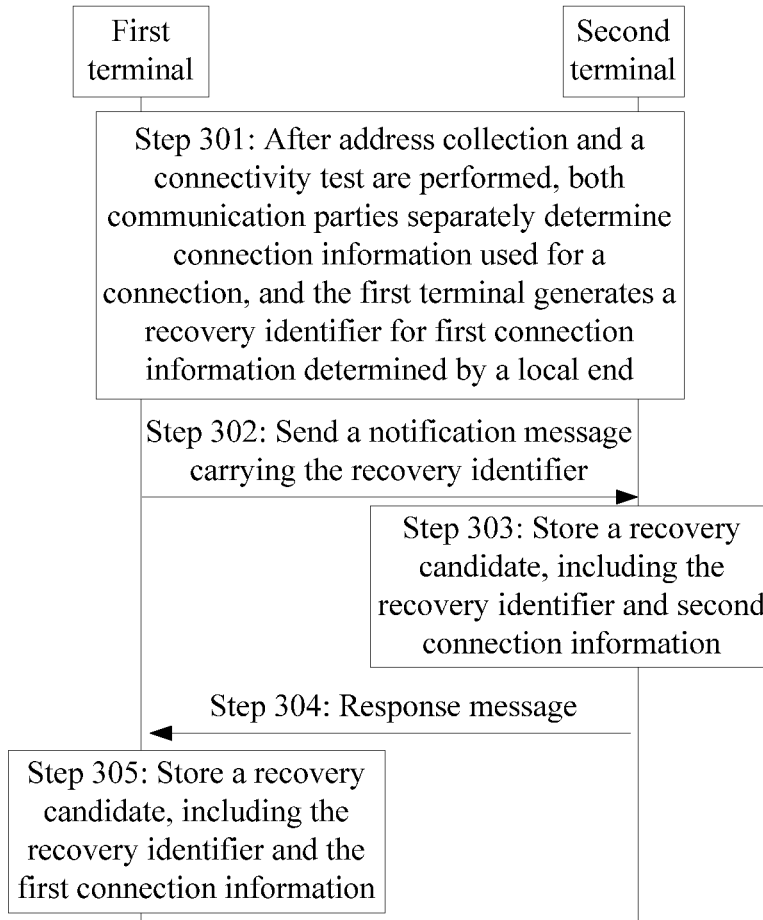 First
terminal
Second
terminal
Step 301: After address collection and a
connectivity test are performed, both
communication parties separately determine
connection information used for a
connection, and the first terminal generates a
recovery identifier for first connection
information determined by a local end
Step 302: Send a notification message
carrying the recovery identifier
Step 303: Store a recovery
candidate, including the
recovery identifier and second
connection information
Step 304: Response message
Step 305: Store a recovery
candidate, including the
recovery identifier and the
first connection information